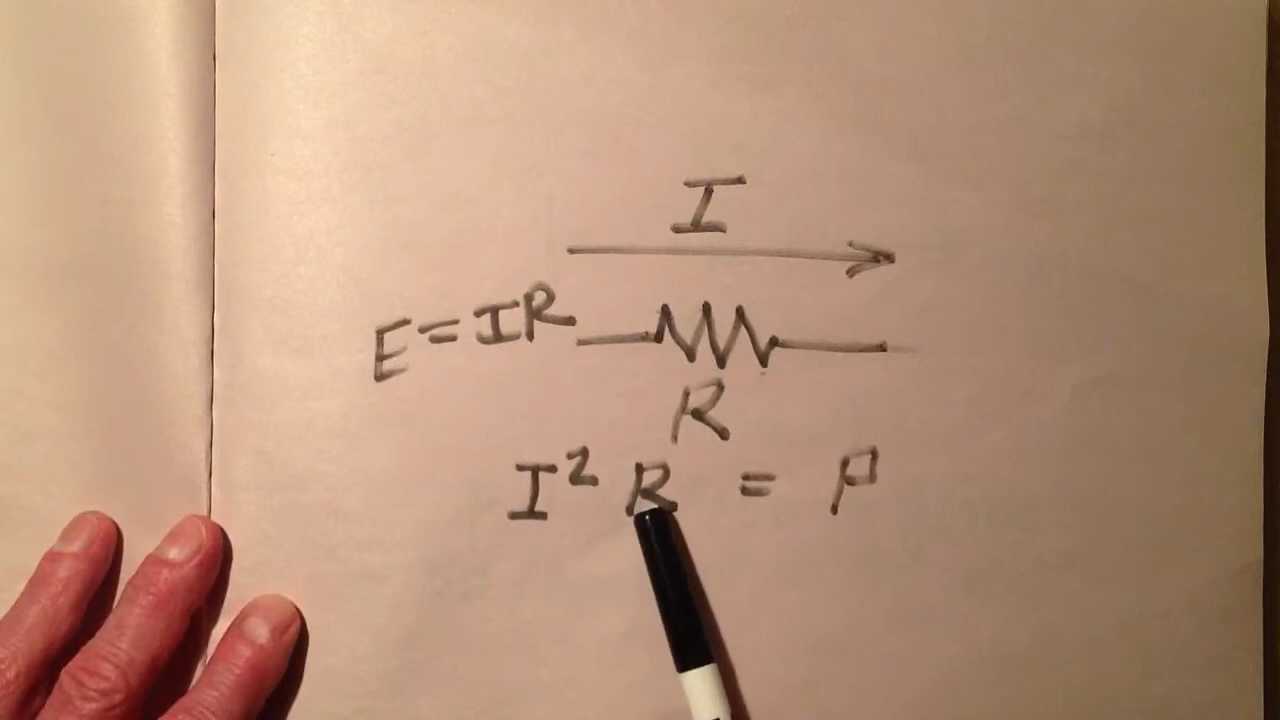 I
E=IR
R
I² R = P